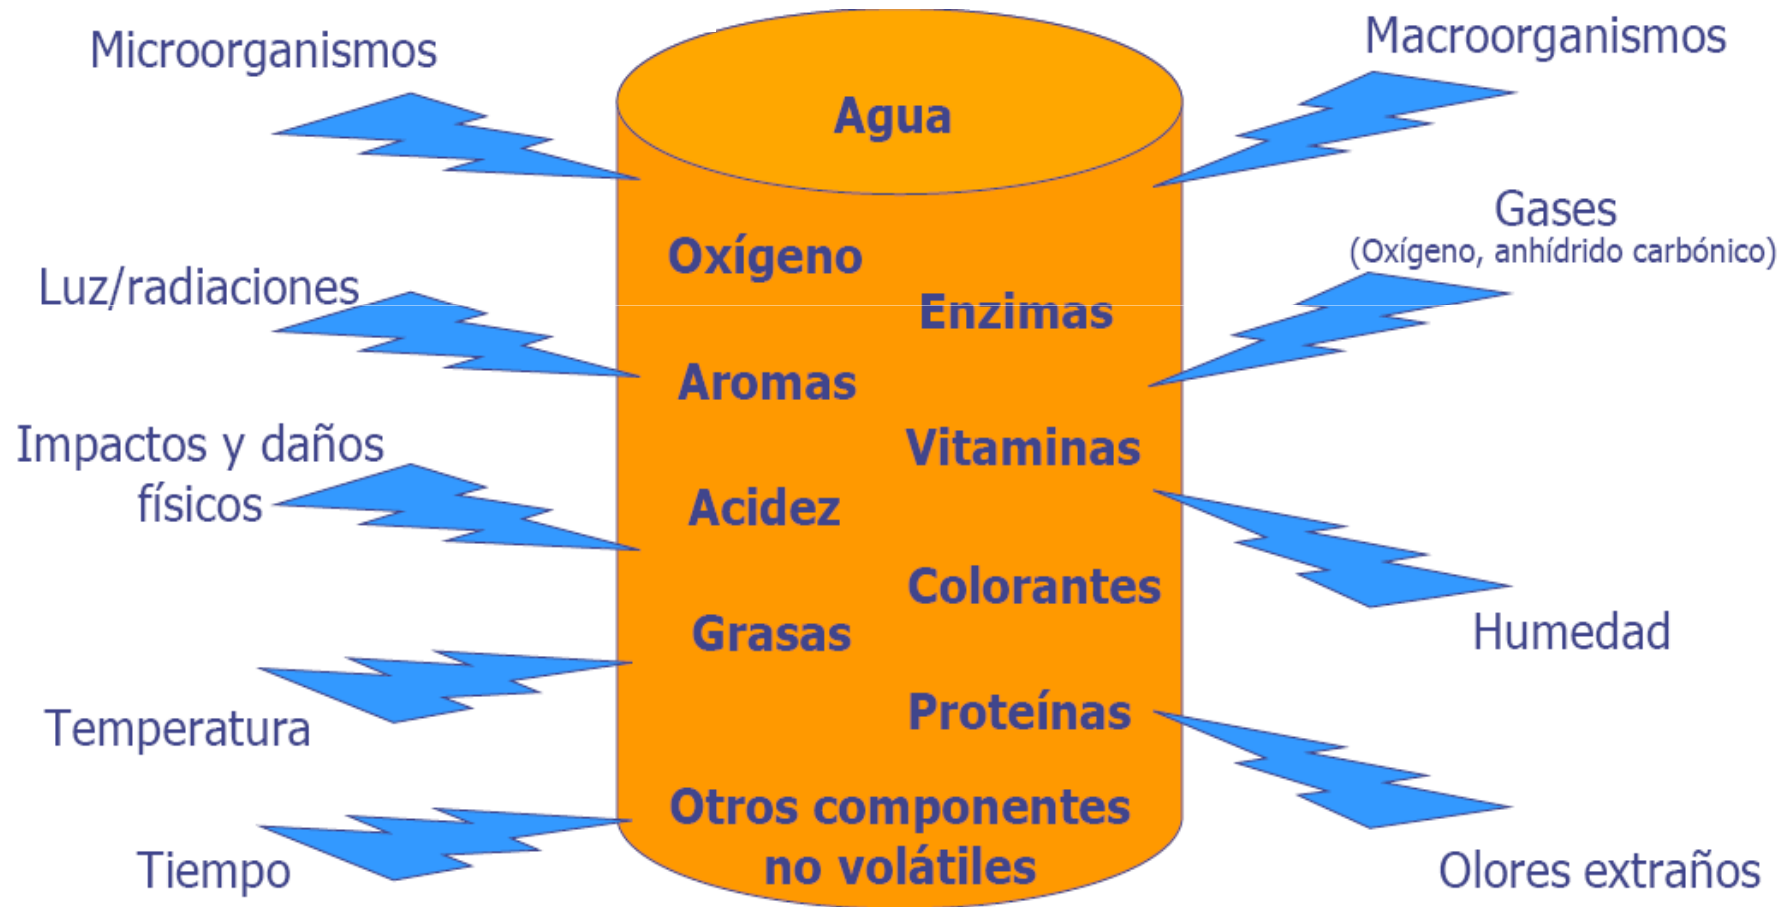 Microorganismos
Macroorganismos
Agua
Gases
(Oxígeno, anhídrido carbónico)
Oxígeno
Luz/radiaciones
Enzimas
Aromas
Impactos y daños
físicos
Vitaminas
Acidez
Colorantes
Grasas
Humedad
Temperatura
Proteínas
Otros componentes
no volátiles
Tiempo
Olores extraños